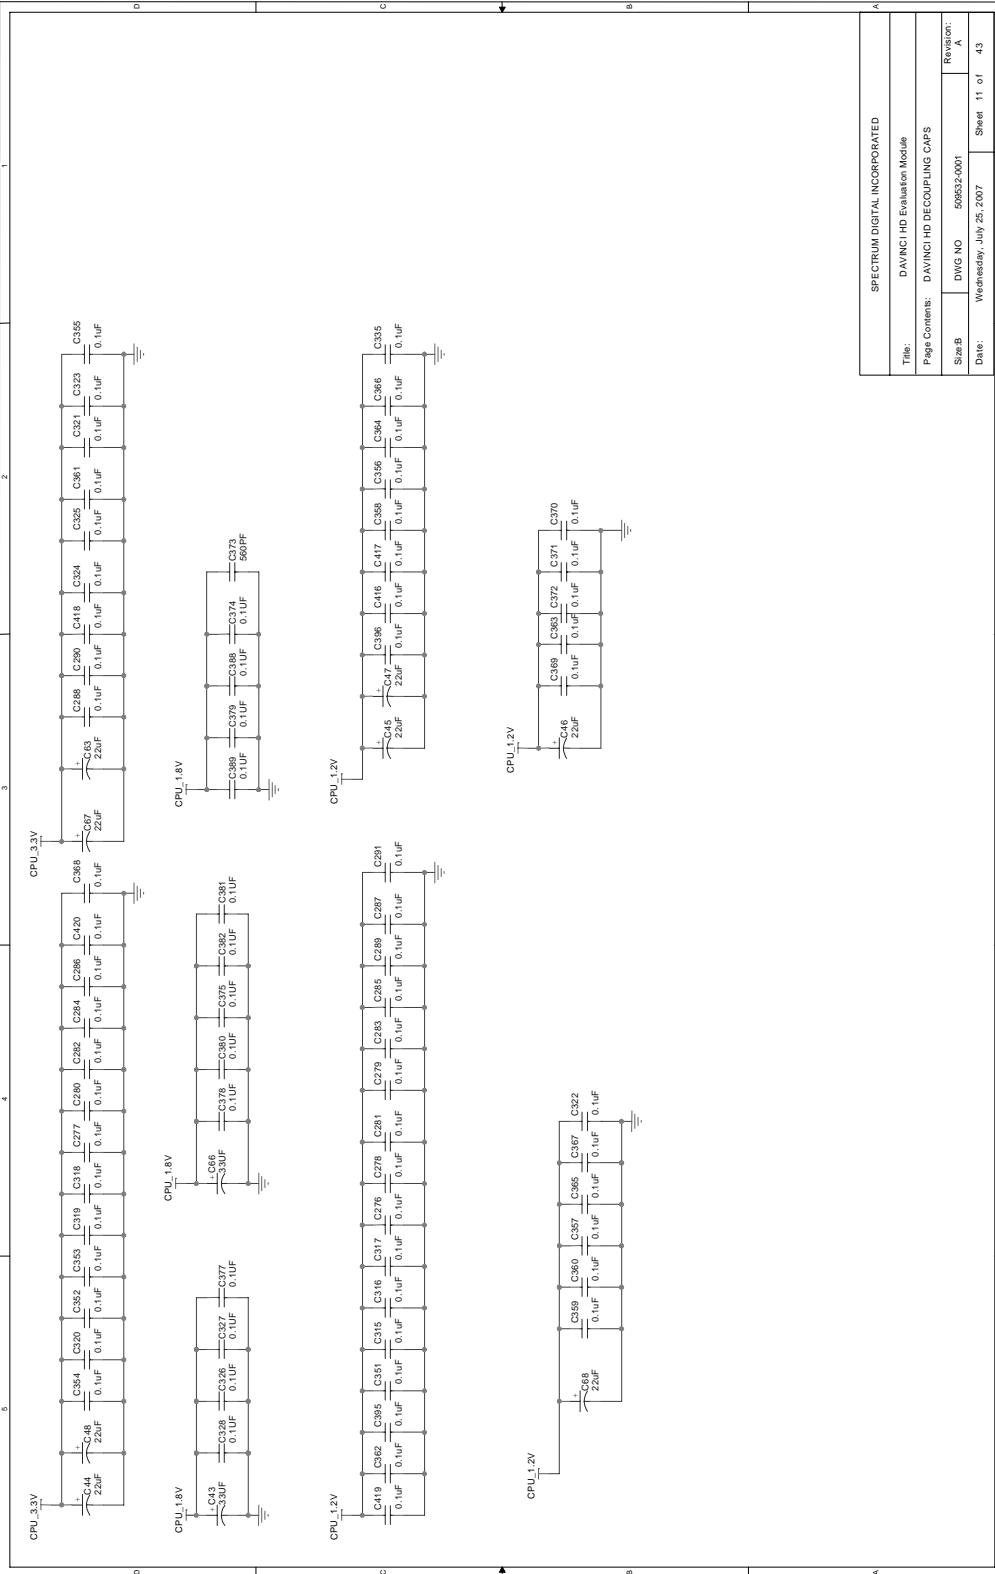 5
4
3
2
1
D
C
B
A
D
C
B
A
CPU_3.3V
C44
22uF
C48
22uF
C354
0.1uF
C320
0.1uF
C352
0.1uF
C353
0.1uF
C319
0.1uF
C318
0.1uF
C277
0.1uF
C280
0.1uF
C282
0.1uF
C284
0.1uF
C286
0.1uF
C420
0.1uF
C368
0.1uF
CPU_3.3V
C67
22uF
C63
22uF
C288
0.1uF
C290
0.1uF
C418
0.1uF
C324
0.1uF
C325
0.1uF
C361
0.1uF
C321
0.1uF
C323
0.1uF
C355
0.1uF
CPU_1.8V
C43
33UF
C328
0.1UF
C326
0.1UF
C327
0.1UF
C377
0.1UF
CPU_1.8V
C66
33UF
C378
0.1UF
C380
0.1UF
C375
0.1UF
C382
0.1UF
C381
0.1UF
CPU_1.8V
C389
0.1UF
C379
0.1UF
C388
0.1UF
C374
0.1UF
C373
560PF
CPU_1.2V
C419
0.1uF
C362
0.1uF
C395
0.1uF
C351
0.1uF
C315
0.1uF
C316
0.1uF
C317
0.1uF
C276
0.1uF
C278
0.1uF
C281
0.1uF
C279
0.1uF
C283
0.1uF
C285
0.1uF
C289
0.1uF
C287
0.1uF
C291
0.1uF
CPU_1.2V
C45
22uF
C47
22uF
C396
0.1uF
C416
0.1uF
C417
0.1uF
C358
0.1uF
C356
0.1uF
C364
0.1uF
C366
0.1uF
C335
0.1uF
CPU_1.2V
C68
22uF
C359
0.1uF
C360
0.1uF
C357
0.1uF
C365
0.1uF
C367
0.1uF
C322
0.1uF
CPU_1.2V
C46
22uF
C369
0.1uF
C363
0.1uF
C372
0.1uF
C371
0.1uF
C370
0.1uF
SPECTRUM DIGITAL INCORPORATED
Title: DAVINCI HD Evaluation Module
Page Contents: DAVINCI HD DECOUPLING CAPS
Size:B DWG NO 509532-0001 Revision: A
Date: Wednesday, July 25, 2007 Sheet 11 of 43